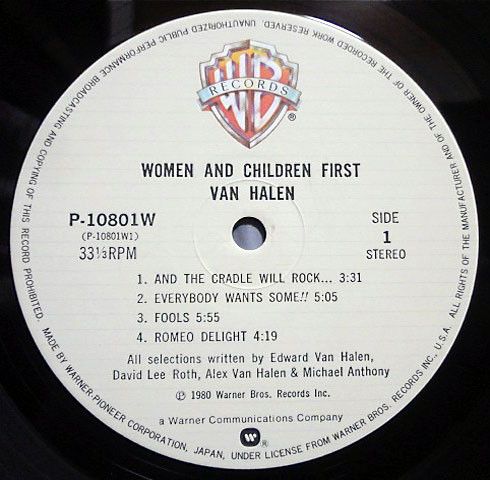 WB
RECORDS
®
WOMEN AND CHILDREN FIRST
VAN HALEN
P-10801W
(P-10801W1)
33⅓RPM
SIDE
1
STEREO
1. AND THE CRADLE WILL ROCK... 3:31
2. EVERYBODY WANTS SOME!! 5:05
3. FOOLS 5:55
4. ROMEO DELIGHT 4:19
All selections written by Edward Van Halen,
David Lee Roth, Alex Van Halen & Michael Anthony
Ⓟ 1980 Warner Bros. Records Inc.
a Warner Communications Company
W ®
MADE BY WARNER-PIONEER CORPORATION, JAPAN, UNDER LICENSE FROM WARNER BROS. RECORDS INC., U.S.A. ALL RIGHTS OF THE MANUFACTURER AND OF THE OWNER OF THE RECORDED WORK RESERVED. UNAUTHORIZED PUBLIC PERFORMANCE BROADCASTING AND COPYING OF THIS RECORD PROHIBITED.